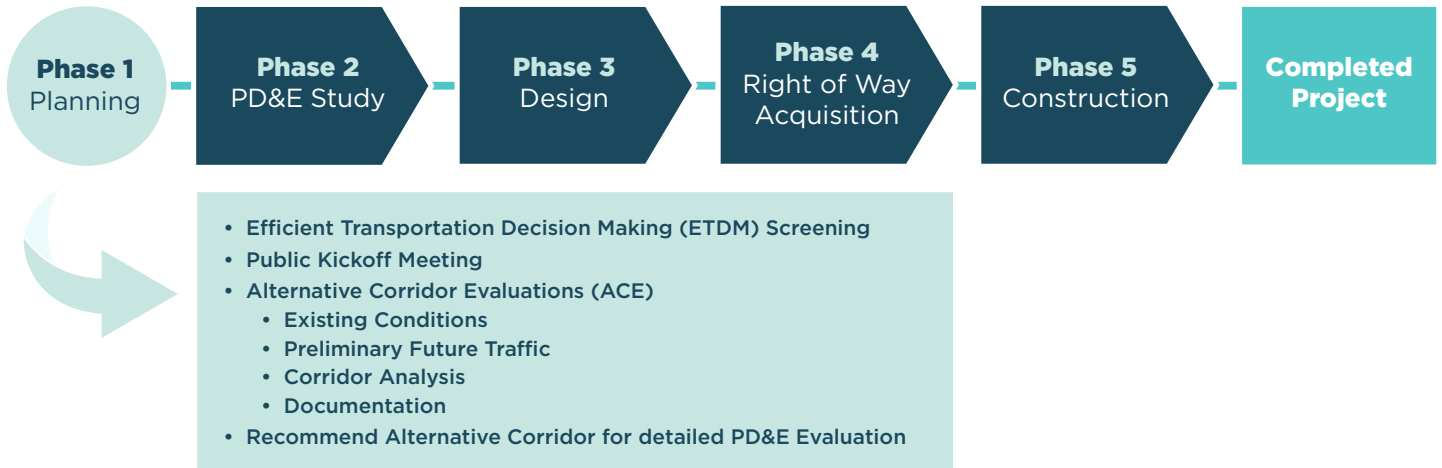 Phase 1
Planning
Phase 2
PD&E Study
Phase 3
Design
Phase 4
Right of Way
Acquisition
Phase 5
Construction
Completed
Project
• Efficient Transportation Decision Making (ETDM) Screening
• Public Kickoff Meeting
• Alternative Corridor Evaluations (ACE)
• Existing Conditions
• Preliminary Future Traffic
• Corridor Analysis
• Documentation
• Recommend Alternative Corridor for detailed PD&E Evaluation